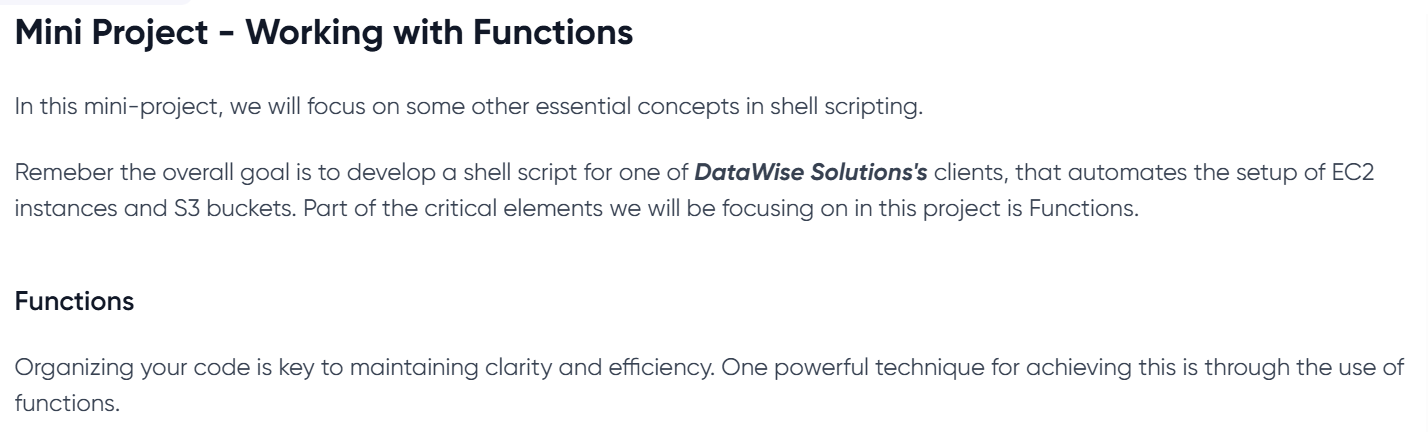 Mini Project - Working with Functions
In this mini-project, we will focus on some other essential concepts in shell scripting.
Remeber the overall goal is to develop a shell script for one of DataWise Solutions's clients, that automates the setup of EC2
instances and S3 buckets. Part of the critical elements we will be focusing on in this project is Functions.
Functions
Organizing your code is key to maintaining clarity and efficiency. One powerful technique for achieving this is through the use of
functions.